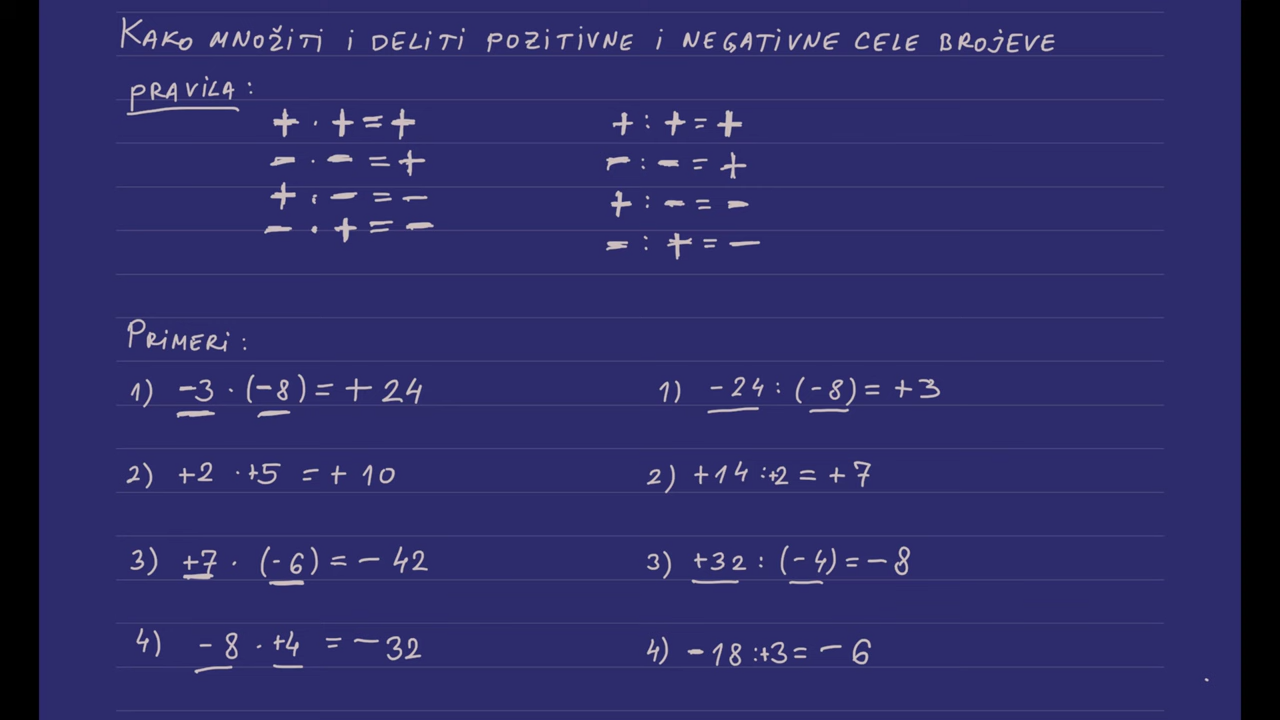 KAKO MNOŽITI i DELITI POZITIVNE i NEGATIVNE CELE BROJEVE
PRAVILA:
+ · + = + + : + = +
- · - = + - : - = +
+ · - = - + : - = -
- · + = - - : + = -
PRIMERI:
1) -3 · (-8) = + 24 1) -24 : (-8) = +3
2) +2 · +5 = + 10 2) +14 : +2 = +7
3) +7 · (-6) = - 42 3) +32 : (-4) = -8
4) -8 · +4 = -32 4) -18 : +3 = -6